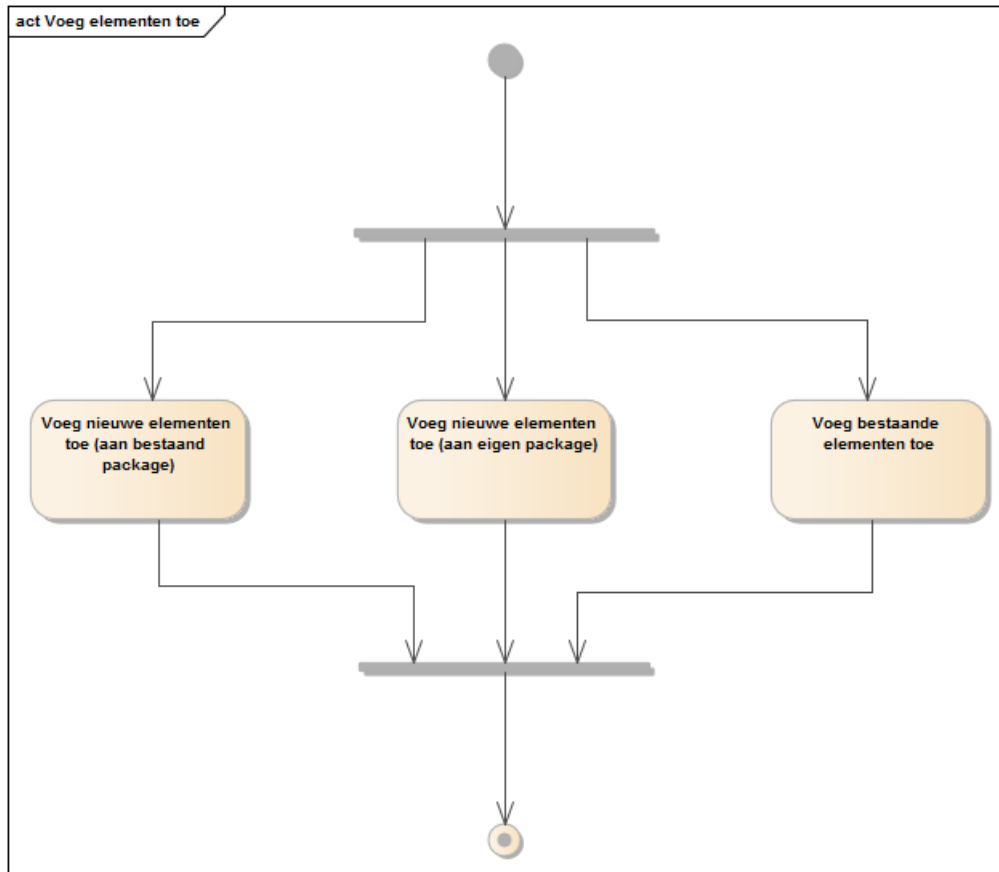 act Voeg elementen toe
Voeg nieuwe elementen
toe (aan bestaand
package)
Voeg nieuwe elementen
toe (aan eigen package)
Voeg bestaande
elementen toe